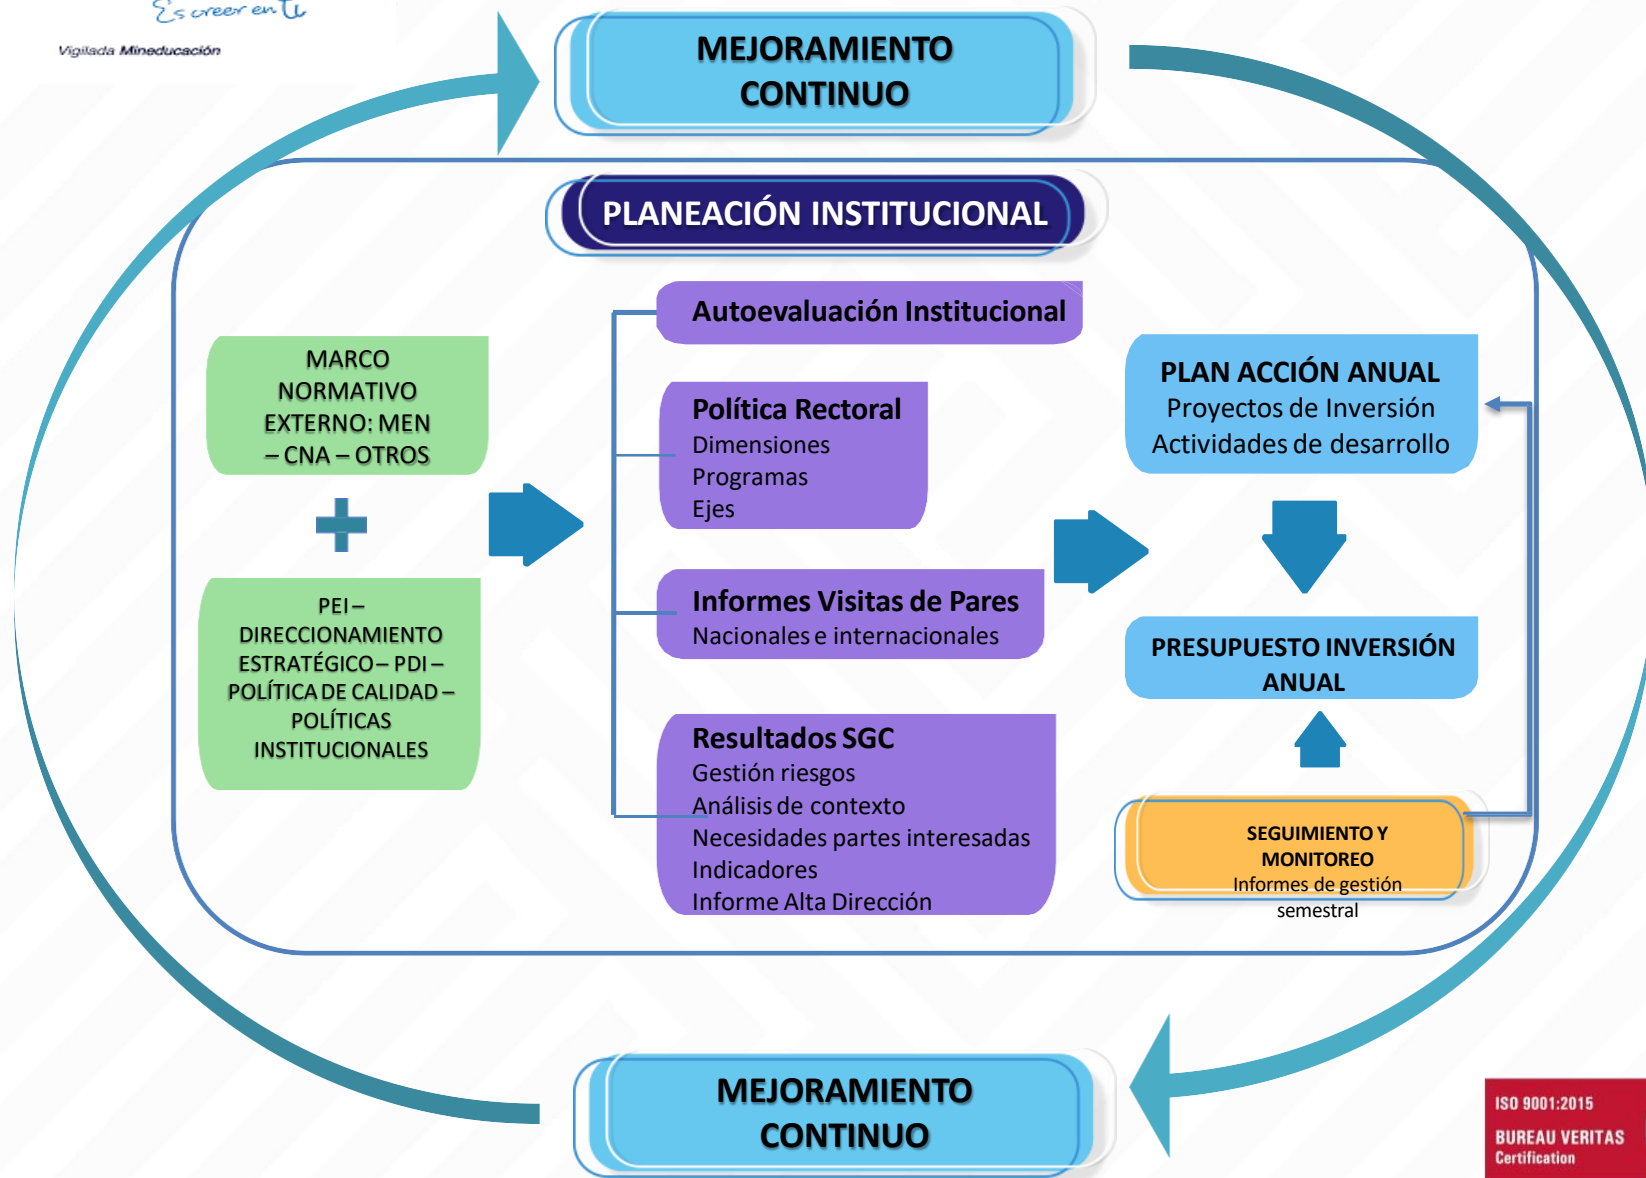 Es creer en ti
Vigilada Mineducación
MEJORAMIENTO
CONTINUO
PLANEACIÓN INSTITUCIONAL
MARCO
NORMATIVO
EXTERNO: MEN
– CNA – OTROS
PEI –
DIRECCIONAMIENTO
ESTRATÉGICO – PDI –
POLÍTICA DE CALIDAD –
POLÍTICAS
INSTITUCIONALES
Autoevaluación Institucional
Política Rectoral
Dimensiones
Programas
Ejes
Informes Visitas de Pares
Nacionales e internacionales
Resultados SGC
Gestión riesgos
Análisis de contexto
Necesidades partes interesadas
Indicadores
Informe Alta Dirección
PLAN ACCIÓN ANUAL
Proyectos de Inversión
Actividades de desarrollo
PRESUPUESTO INVERSIÓN
ANUAL
SEGUIMIENTO Y
MONITOREO
Informes de gestión
semestral
MEJORAMIENTO
CONTINUO
ISO 9001:2015
BUREAU VERITAS
Certification